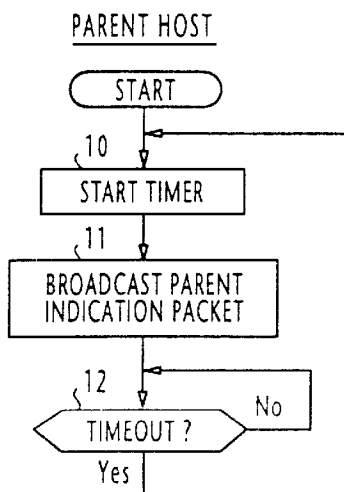 PARENT HOST
START
10
START TIMER
11
BROADCAST PARENT
INDICATION PACKET
12
TIMEOUT ?
No
Yes